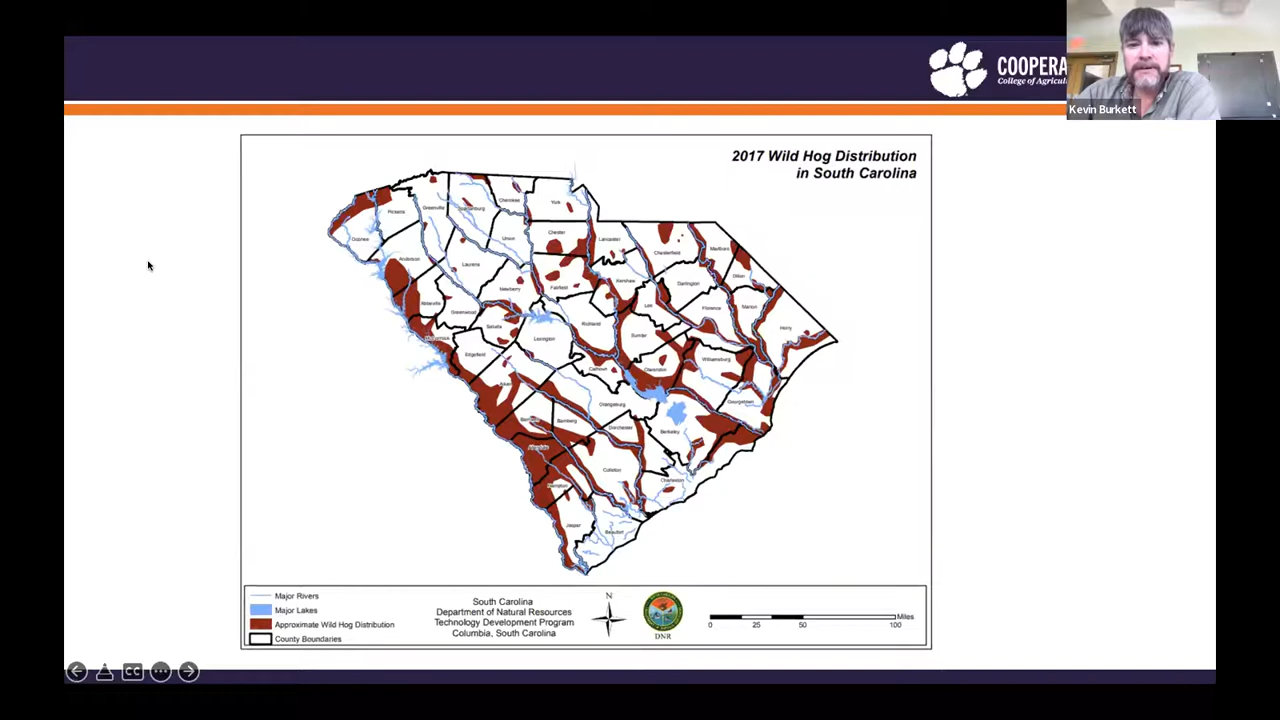 COOPERA
College of Agricul
Kevin Burkett
2017 Wild Hog Distribution
in South Carolina
Cherokee
York
Greenville
Spartanburg
Pickens
Oconee
Union
Chester
Lancaster
Chesterfield
Marlboro
Anderson
Laurens
Dillon
Newberry
Fairfield
Kershaw
Darlington
Abbeville
Greenwood
Lee
Florence
Marion
Saluda
Richland
Sumter
Horry
McCormick
Lexington
Edgefield
Williamsburg
Calhoun
Clarendon
Aiken
Orangeburg
Georgetown
Barnwell
Bamberg
Dorchester
Berkeley
Allendale
Colleton
Charleston
Hampton
Jasper
Beaufort
Major Rivers
Major Lakes
Approximate Wild Hog Distribution
County Boundaries
South Carolina
Department of Natural Resources
Technology Development Program
Columbia, South Carolina
N
DNR
Miles
0 25 50 100
CC